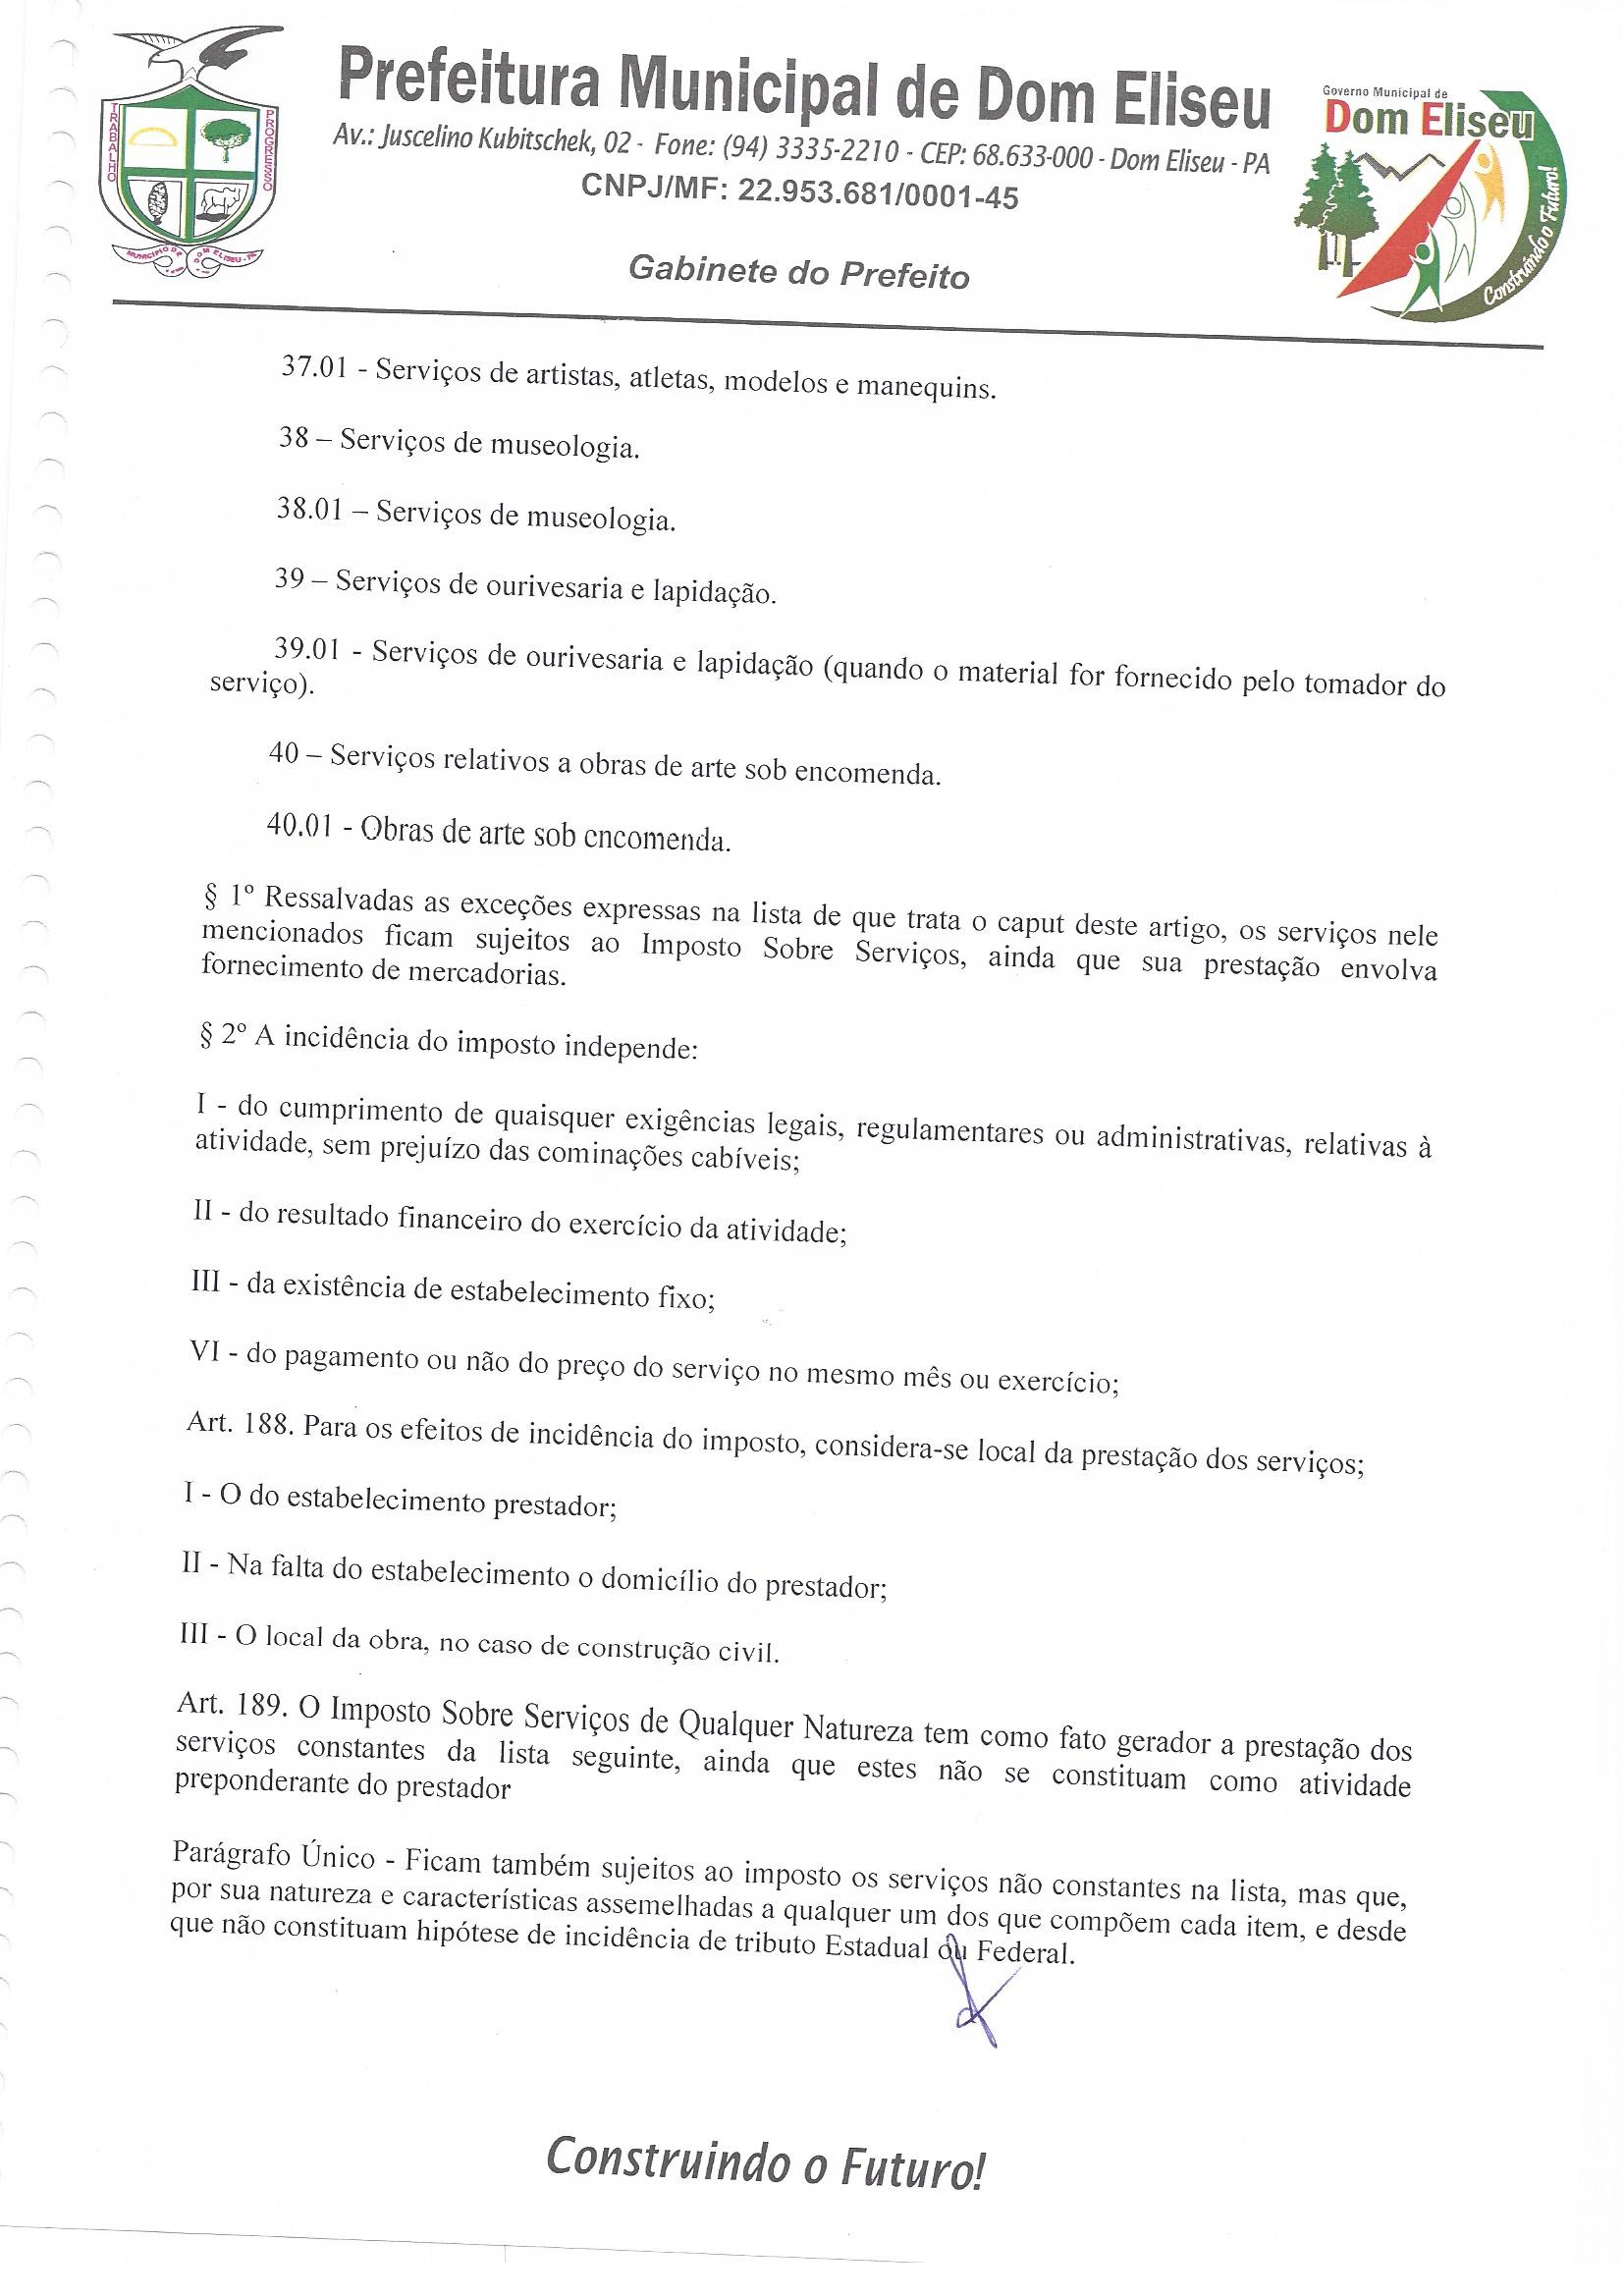 Prefeitura Municipal de Dom Eliseu
Av.: Juscelino Kubitschek, 02 - Fone: (94) 3335-2210 - CEP: 68.633-000 - Dom Eliseu - PA
CNPJ/MF: 22.953.681/0001-45
Gabinete do Prefeito
TRABALHO
PROGRESSO
MUNICIPIO DE DOM ELISEU - PA
Governo Municipal de
Dom Eliseu
Construindo o Futuro!
37.01 - Serviços de artistas, atletas, modelos e manequins.
38 – Serviços de museologia.
38.01 – Serviços de museologia.
39 – Serviços de ourivesaria e lapidação.
39.01 - Serviços de ourivesaria e lapidação (quando o material for fornecido pelo tomador do
serviço).
40 – Serviços relativos a obras de arte sob encomenda.
40.01 - Obras de arte sob encomenda.
§ 1º Ressalvadas as exceções expressas na lista de que trata o caput deste artigo, os serviços nele
mencionados ficam sujeitos ao Imposto Sobre Serviços, ainda que sua prestação envolva
fornecimento de mercadorias.
§ 2º A incidência do imposto independe:
I - do cumprimento de quaisquer exigências legais, regulamentares ou administrativas, relativas à
atividade, sem prejuízo das cominações cabíveis;
II - do resultado financeiro do exercício da atividade;
III - da existência de estabelecimento fixo;
VI - do pagamento ou não do preço do serviço no mesmo mês ou exercício;
Art. 188. Para os efeitos de incidência do imposto, considera-se local da prestação dos serviços;
I - O do estabelecimento prestador;
II - Na falta do estabelecimento o domicílio do prestador;
III - O local da obra, no caso de construção civil.
Art. 189. O Imposto Sobre Serviços de Qualquer Natureza tem como fato gerador a prestação dos
serviços constantes da lista seguinte, ainda que estes não se constituam como atividade
preponderante do prestador
Parágrafo Único - Ficam também sujeitos ao imposto os serviços não constantes na lista, mas que,
por sua natureza e características assemelhadas a qualquer um dos que compõem cada item, e desde
que não constituam hipótese de incidência de tributo Estadual ou Federal.
Construindo o Futuro!